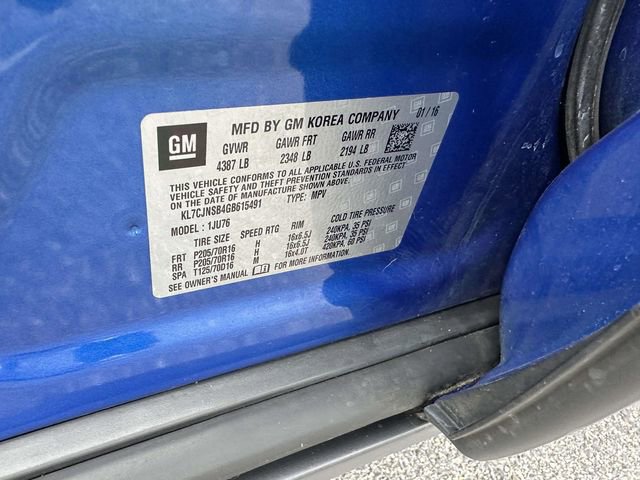 GM
MFD BY GM KOREA COMPANY 01/16
GVWR GAWR FRT GAWR RR
4387 LB 2348 LB 2194 LB
THIS VEHICLE CONFORMS TO ALL APPLICABLE U.S. FEDERAL MOTOR
VEHICLE SAFETY AND THEFT PREVENTION STANDARDS IN EFFECT ON THE
DATE OF MANUFACTURE SHOWN ABOVE.
KL7CJNSB4GB615491 TYPE: MPV
MODEL: 1JU76
TIRE SIZE SPEED RTG RIM COLD TIRE PRESSURE
FRT P205/70R16 H 16x6.5J 240KPA, 35 PSI
RR P205/70R16 H 16x6.5J 240KPA, 35 PSI
SPA T125/70D16 M 16x4.0T 420KPA, 60 PSI
SEE OWNER'S MANUAL FOR MORE INFORMATION.